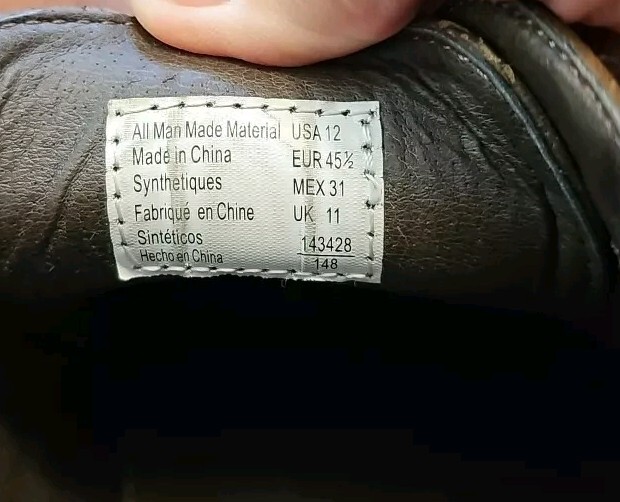 All Man Made Material USA 12
Made in China EUR 45½
Synthetiques MEX 31
Fabriqué en Chine UK 11
Sintéticos 143428
Hecho en China 148